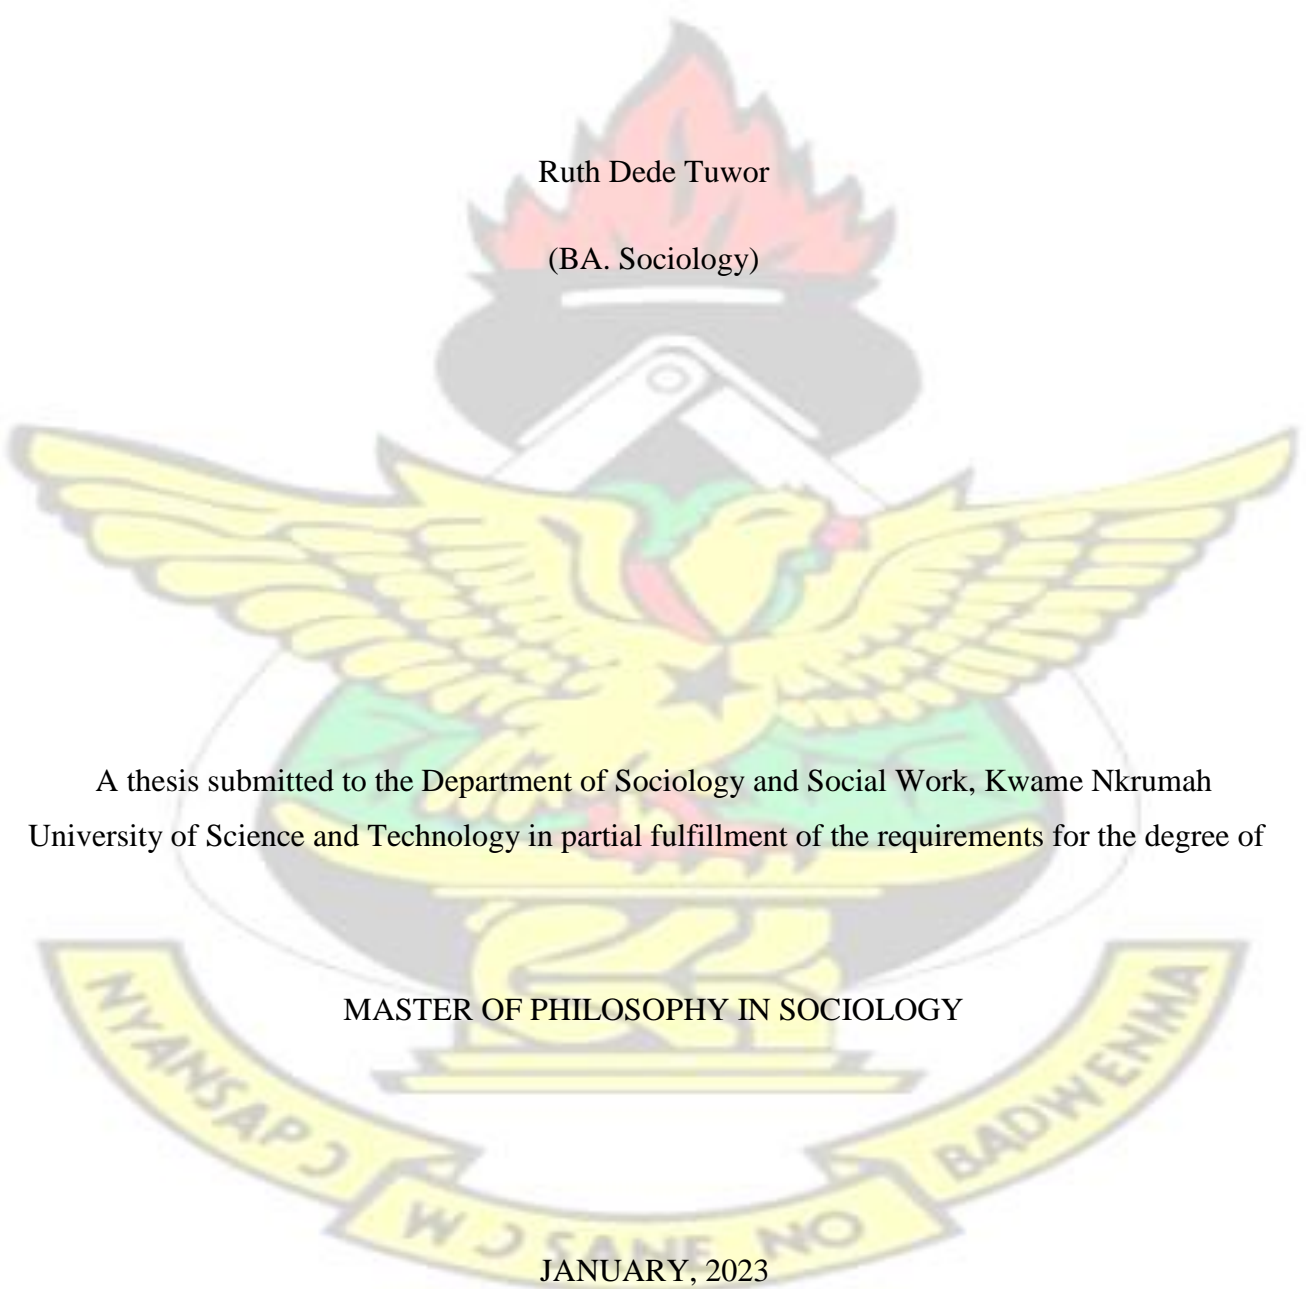 Ruth Dede Tuwor
(BA. Sociology)
A thesis submitted to the Department of Sociology and Social Work, Kwame Nkrumah
University of Science and Technology in partial fulfillment of the requirements for the degree of
MASTER OF PHILOSOPHY IN SOCIOLOGY
NYANSAPƆ WƆSANE NO BADWENMA
JANUARY, 2023